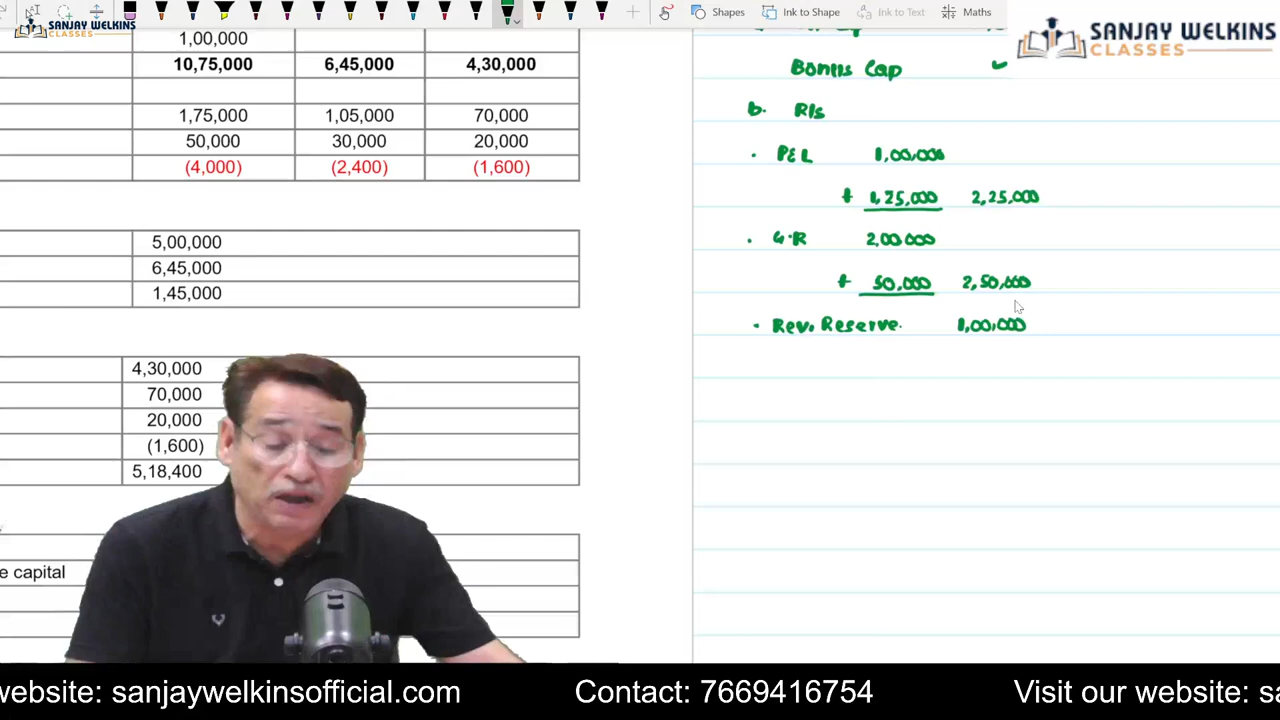 Shapes
Ink to Shape
Ink to Text
Maths
SANJAY WELKINS
CLASSES
SANJAY WELKINS
CLASSES
1,00,000
10,75,000 6,45,000 4,30,000
1,75,000 1,05,000 70,000
50,000 30,000 20,000
(4,000) (2,400) (1,600)
5,00,000
6,45,000
1,45,000
4,30,000
70,000
20,000
(1,600)
5,18,400
e capital
Bonus Cap ✓
b. R/s
· P&L 1,00,000
+ 1,25,000 2,25,000
· G.R 2,00,000
+ 50,000 2,50,000
· Rev. Reserve. 1,00,000
website: sanjaywelkinsofficial.com Contact: 7669416754 Visit our website: sa